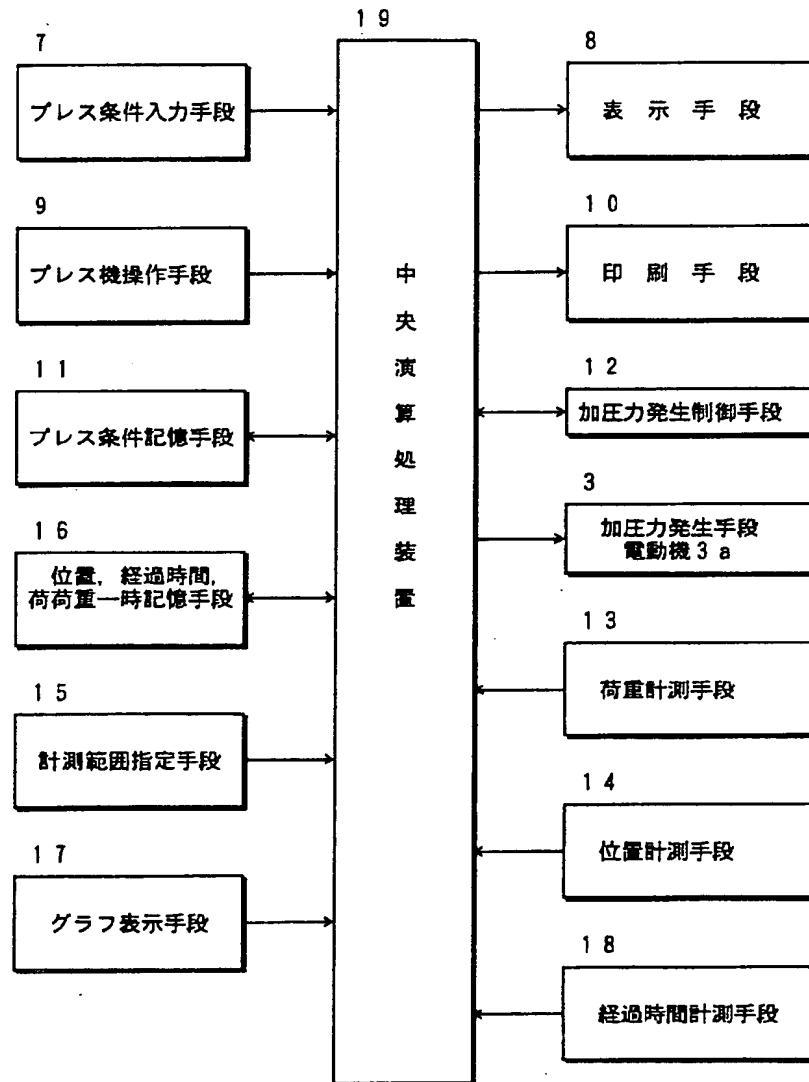 19
7
プレス条件入力手段
9
プレス機操作手段
11
プレス条件記憶手段
16
位置,経過時間,
荷荷重一時記憶手段
15
計測範囲指定手段
17
グラフ表示手段
中央演算処理装置
8
表示手段
10
印刷手段
12
加圧力発生制御手段
3
加圧力発生手段
電動機3a
13
荷重計測手段
14
位置計測手段
18
経過時間計測手段